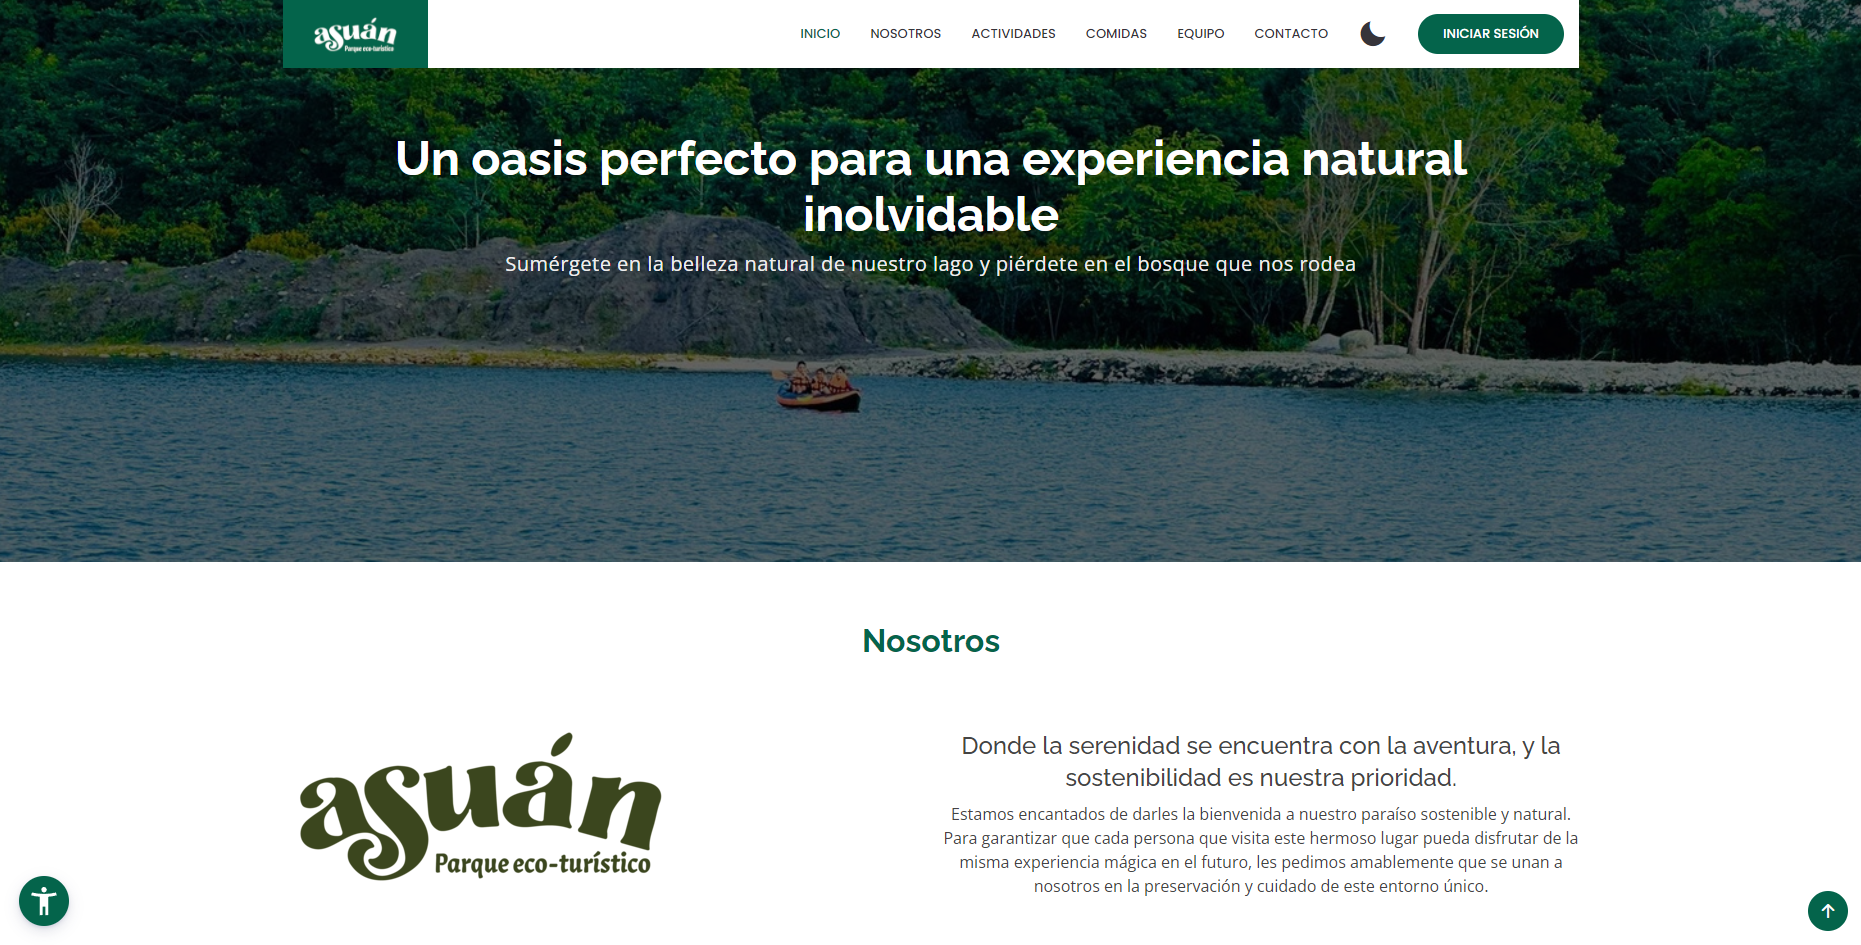 asuán
Parque eco-turístico
INICIO NOSOTROS ACTIVIDADES COMIDAS EQUIPO CONTACTO INICIAR SESIÓN
Un oasis perfecto para una experiencia natural
inolvidable
Sumérgete en la belleza natural de nuestro lago y piérdete en el bosque que nos rodea
Nosotros
asuán
Parque eco-turístico
Donde la serenidad se encuentra con la aventura, y la
sostenibilidad es nuestra prioridad.
Estamos encantados de darles la bienvenida a nuestro paraíso sostenible y natural.
Para garantizar que cada persona que visita este hermoso lugar pueda disfrutar de la
misma experiencia mágica en el futuro, les pedimos amablemente que se unan a
nosotros en la preservación y cuidado de este entorno único.